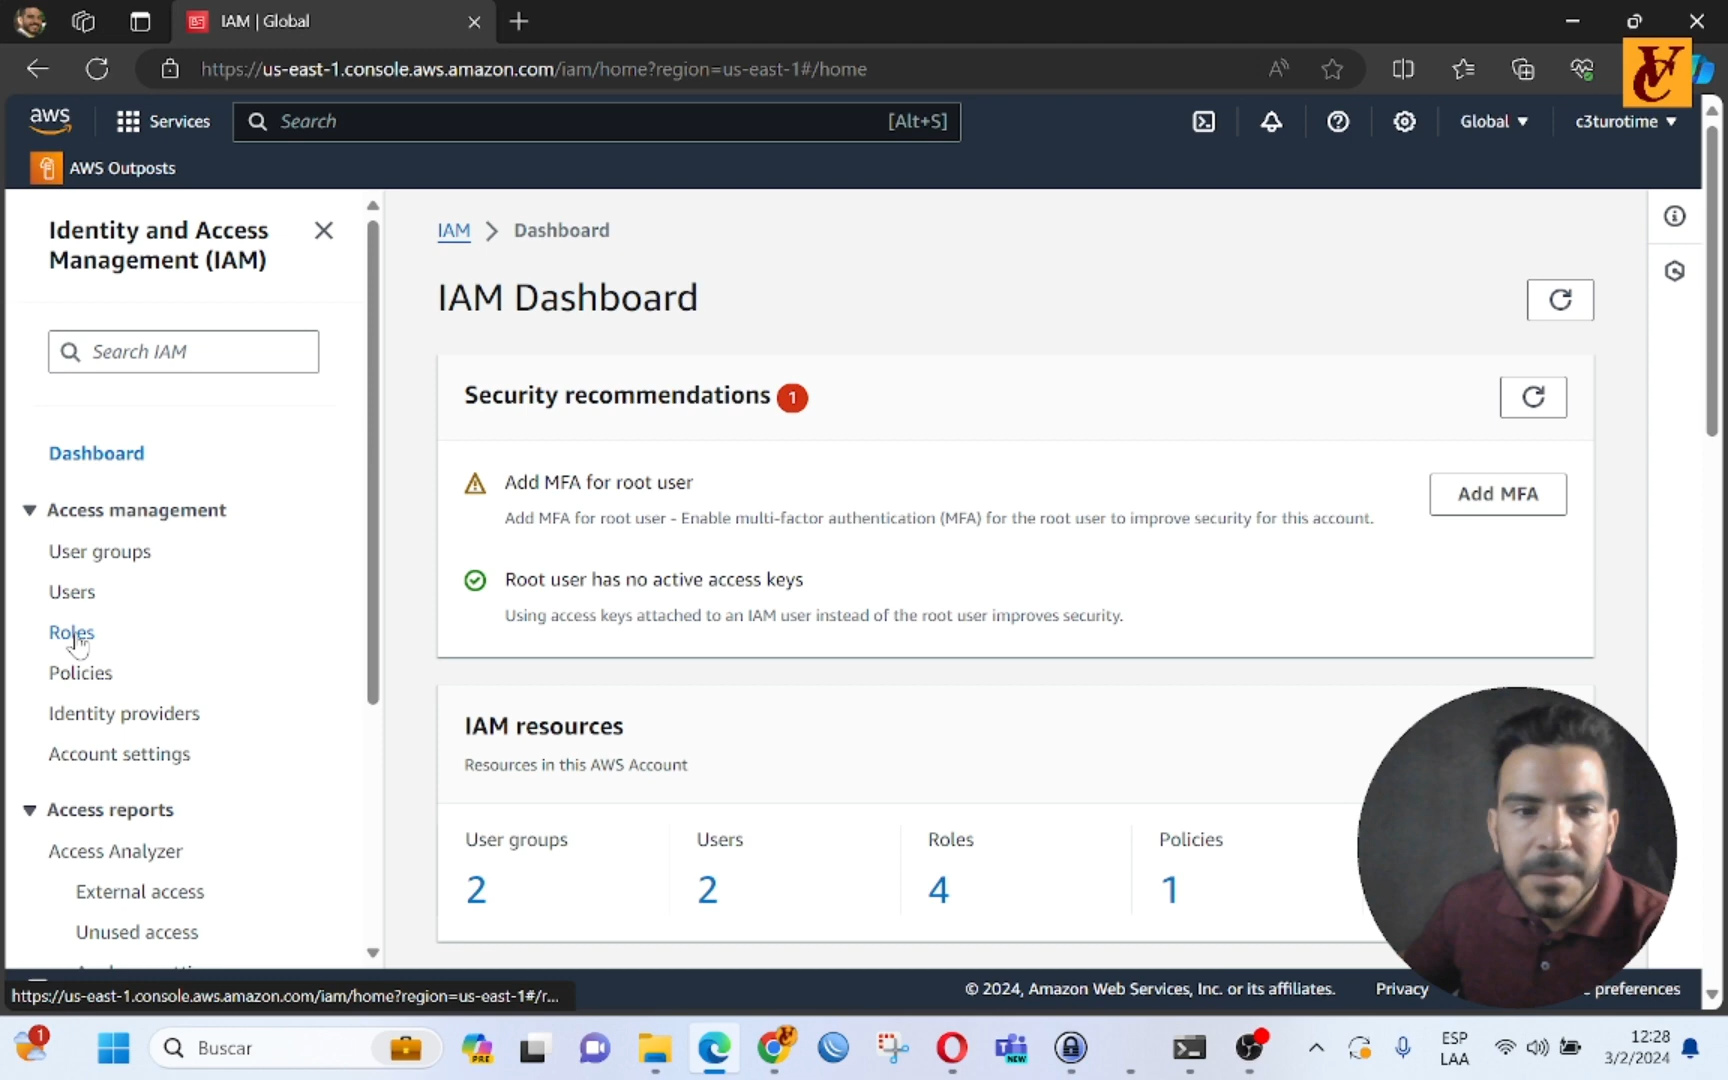 IAM | Global
https://us-east-1.console.aws.amazon.com/iam/home?region=us-east-1#/home
aws
Services
Search
[Alt+S]
Global
c3turotime
AWS Outposts
Identity and Access
Management (IAM)
Search IAM
Dashboard
Access management
User groups
Users
Roles
Policies
Identity providers
Account settings
Access reports
Access Analyzer
External access
Unused access
IAM
Dashboard
IAM Dashboard
Security recommendations 1
Add MFA for root user
Add MFA for root user - Enable multi-factor authentication (MFA) for the root user to improve security for this account.
Add MFA
Root user has no active access keys
Using access keys attached to an IAM user instead of the root user improves security.
IAM resources
Resources in this AWS Account
User groups
2
Users
2
Roles
4
Policies
1
https://us-east-1.console.aws.amazon.com/iam/home?region=us-east-1#/r...
© 2024, Amazon Web Services, Inc. or its affiliates.
Privacy
preferences
1
Buscar
PRE
NEW
ESP
LAA
12:28
3/2/2024